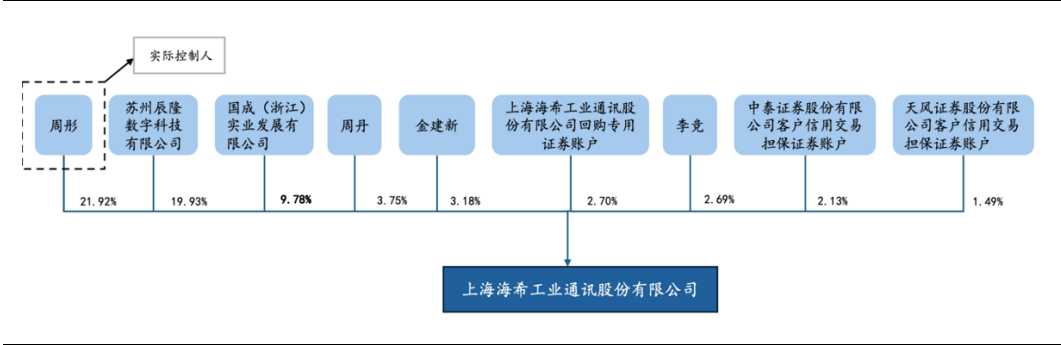 实际控制人
周彤
苏州辰隆
数字科技
有限公司
国成（浙江）
实业发展有
限公司
周丹
金建新
上海海希工业通讯股
份有限公司回购专用
证券账户
李竞
中泰证券股份有限
公司客户信用交易
担保证券账户
天风证券股份有限
公司客户信用交易
担保证券账户
21.92%
19.93%
9.78%
3.75%
3.18%
2.70%
2.69%
2.13%
1.49%
上海海希工业通讯股份有限公司